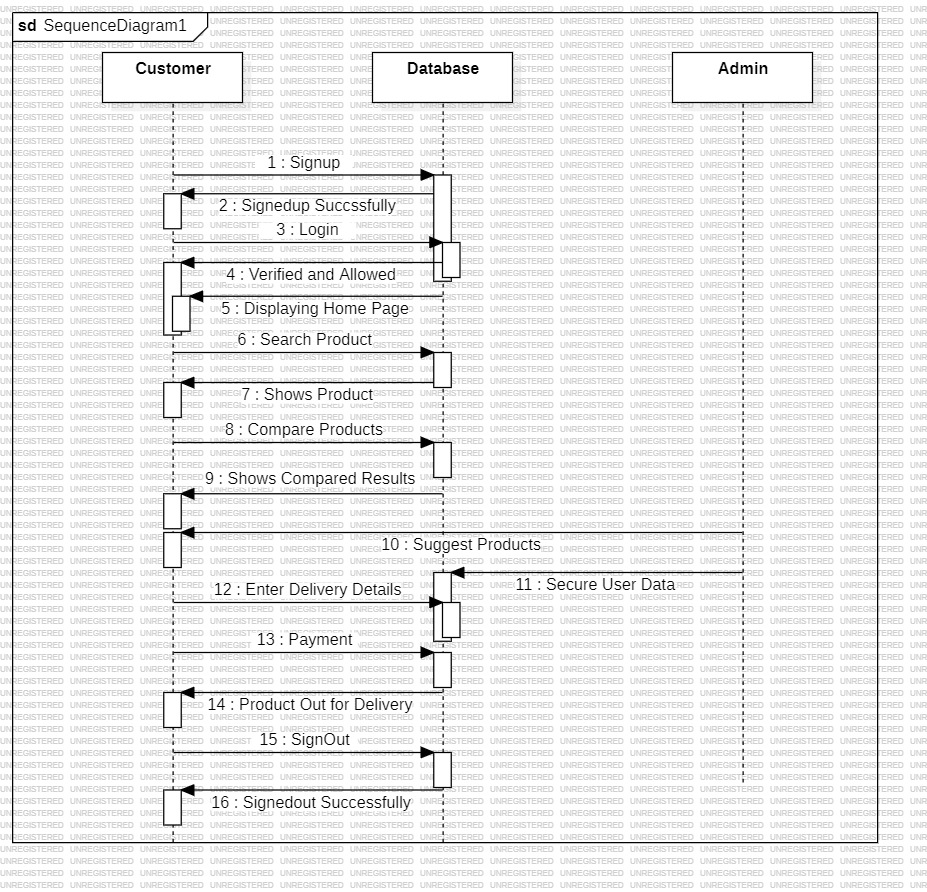 sd SequenceDiagram1
Customer
Database
Admin
1 : Signup
2 : Signedup Succssfully
3 : Login
4 : Verified and Allowed
5 : Displaying Home Page
6 : Search Product
7 : Shows Product
8 : Compare Products
9 : Shows Compared Results
10 : Suggest Products
11 : Secure User Data
12 : Enter Delivery Details
13 : Payment
14 : Product Out for Delivery
15 : SignOut
16 : Signedout Successfully
UNREGISTERED